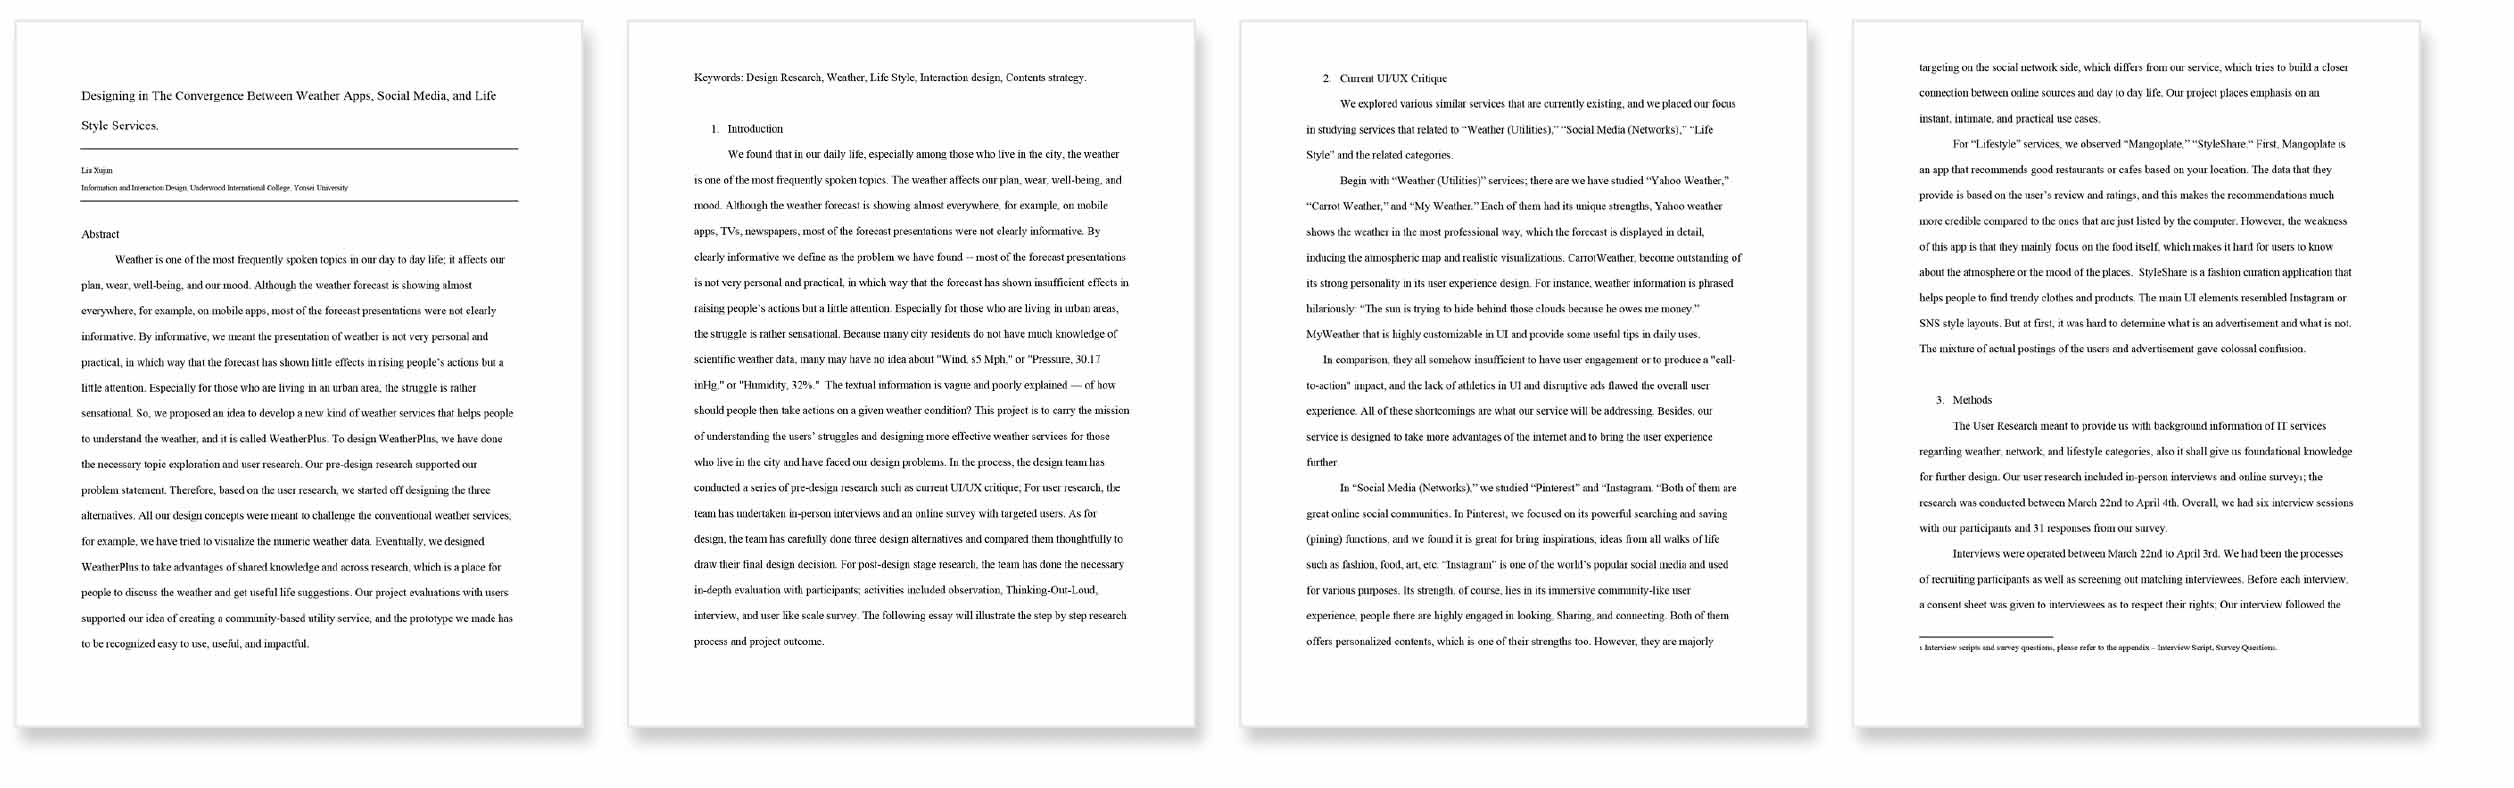 Designing in The Convergence Between Weather Apps, Social Media, and Life
Style Services.
Liu Xujin
Information and Interaction Design, Underwood International College, Yonsei University
Abstract
Weather is one of the most frequently spoken topics in our day to day life; it affects our
plan, wear, well-being, and our mood. Although the weather forecast is showing almost
everywhere, for example, on mobile apps, most of the forecast presentations were not clearly
informative. By informative, we meant the presentation of weather is not very personal and
practical, in which way that the forecast has shown little effects in rising people's actions but a
little attention. Especially for those who are living in an urban area, the struggle is rather
sensational. So, we proposed an idea to develop a new kind of weather services that helps people
to understand the weather, and it is called WeatherPlus. To design WeatherPlus, we have done
the necessary topic exploration and user research. Our pre-design research supported our
problem statement. Therefore, based on the user research, we started off designing the three
alternatives. All our design concepts were meant to challenge the conventional weather services;
for example, we have tried to visualize the numeric weather data. Eventually, we designed
WeatherPlus to take advantages of shared knowledge and across research, which is a place for
people to discuss the weather and get useful life suggestions. Our project evaluations with users
supported our idea of creating a community-based utility service, and the prototype we made has
to be recognized easy to use, useful, and impactful.
Keywords: Design Research, Weather, Life Style, Interaction design, Contents strategy.
1. Introduction
We found that in our daily life, especially among those who live in the city, the weather
is one of the most frequently spoken topics. The weather affects our plan, wear, well-being, and
mood. Although the weather forecast is showing almost everywhere, for example, on mobile
apps, TVs, newspapers, most of the forecast presentations were not clearly informative. By
clearly informative we define as the problem we have found -- most of the forecast presentations
is not very personal and practical, in which way that the forecast has shown insufficient effects in
raising people's actions but a little attention. Especially for those who are living in urban areas,
the struggle is rather sensational. Because many city residents do not have much knowledge of
scientific weather data, many may have no idea about "Wind, s5 Mph," or "Pressure, 30.17
inHg," or "Humidity, 32%." The textual information is vague and poorly explained — of how
should people then take actions on a given weather condition? This project is to carry the mission
of understanding the users' struggles and designing more effective weather services for those
who live in the city and have faced our design problems. In the process, the design team has
conducted a series of pre-design research such as current UI/UX critique; For user research, the
team has undertaken in-person interviews and an online survey with targeted users. As for
design, the team has carefully done three design alternatives and compared them thoughtfully to
draw their final design decision. For post-design stage research, the team has done the necessary
in-depth evaluation with participants; activities included observation, Thinking-Out-Loud,
interview, and user like scale survey. The following essay will illustrate the step by step research
process and project outcome.
2. Current UI/UX Critique
We explored various similar services that are currently existing, and we placed our focus
in studying services that related to “Weather (Utilities),” “Social Media (Networks),” “Life
Style” and the related categories.
Begin with “Weather (Utilities)” services; there are we have studied “Yahoo Weather,”
“Carrot Weather,” and “My Weather.” Each of them had its unique strengths, Yahoo weather
shows the weather in the most professional way, which the forecast is displayed in detail,
inducing the atmospheric map and realistic visualizations. CarrotWeather, become outstanding of
its strong personality in its user experience design. For instance, weather information is phrased
hilariously: “The sun is trying to hide behind those clouds because he owes me money.”
MyWeather that is highly customizable in UI and provide some useful tips in daily uses.
In comparison, they all somehow insufficient to have user engagement or to produce a "call-
to-action" impact, and the lack of athletics in UI and disruptive ads flawed the overall user
experience. All of these shortcomings are what our service will be addressing. Besides, our
service is designed to take more advantages of the internet and to bring the user experience
further
In “Social Media (Networks),” we studied “Pinterest” and “Instagram. “Both of them are
great online social communities. In Pinterest, we focused on its powerful searching and saving
(pining) functions, and we found it is great for bring inspirations, ideas from all walks of life
such as fashion, food, art, etc. “Instagram” is one of the world's popular social media and used
for various purposes. Its strength, of course, lies in its immersive community-like user
experience, people there are highly engaged in looking, Sharing, and connecting. Both of them
offers personalized contents, which is one of their strengths too. However, they are majorly
targeting on the social network side, which differs from our service, which tries to build a closer
connection between online sources and day to day life. Our project places emphasis on an
instant, intimate, and practical use cases.
For “Lifestyle” services, we observed “Mangoplate,” “StyleShare.“ First, Mangoplate is
an app that recommends good restaurants or cafes based on your location. The data that they
provide is based on the user's review and ratings, and this makes the recommendations much
more credible compared to the ones that are just listed by the computer. However, the weakness
of this app is that they mainly focus on the food itself, which makes it hard for users to know
about the atmosphere or the mood of the places. StyleShare is a fashion curation application that
helps people to find trendy clothes and products. The main UI elements resembled Instagram or
SNS style layouts. But at first, it was hard to determine what is an advertisement and what is not.
The mixture of actual postings of the users and advertisement gave colossal confusion.
3. Methods
The User Research meant to provide us with background information of IT services
regarding weather, network, and lifestyle categories, also it shall give us foundational knowledge
for further design. Our user research included in-person interviews and online survey1; the
research was conducted between March 22nd to April 4th. Overall, we had six interview sessions
with our participants and 31 responses from our survey.
Interviews were operated between March 22nd to April 3rd. We had been the processes
of recruiting participants as well as screening out matching interviewees. Before each interview,
a consent sheet was given to interviewees as to respect their rights; Our interview followed the
1 Interview scripts and survey questions, please refer to the appendix – Interview Script, Survey Questions.